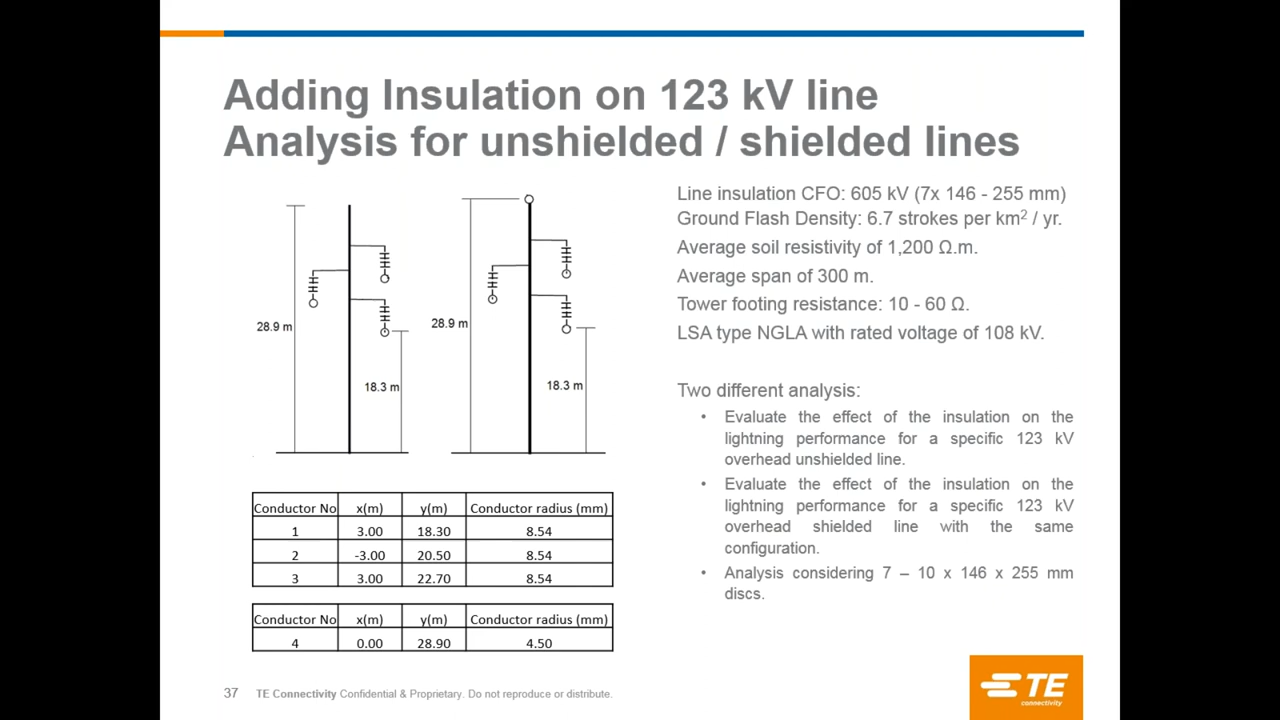 Adding Insulation on 123 kV line
Analysis for unshielded / shielded lines
28.9 m
18.3 m
28.9 m
18.3 m
Line insulation CFO: 605 kV (7x 146 - 255 mm)
Ground Flash Density: 6.7 strokes per km² / yr.
Average soil resistivity of 1,200 Ω.m.
Average span of 300 m.
Tower footing resistance: 10 - 60 Ω.
LSA type NGLA with rated voltage of 108 kV.
Two different analysis:
• Evaluate the effect of the insulation on the
lightning performance for a specific 123 kV
overhead unshielded line.
• Evaluate the effect of the insulation on the
lightning performance for a specific 123 kV
overhead shielded line with the same
configuration.
• Analysis considering 7 – 10 x 146 x 255 mm
discs.
Conductor No x(m) y(m) Conductor radius (mm)
1 3.00 18.30 8.54
2 -3.00 20.50 8.54
3 3.00 22.70 8.54
Conductor No x(m) y(m) Conductor radius (mm)
4 0.00 28.90 4.50
37 TE Connectivity Confidential & Proprietary. Do not reproduce or distribute.
TE
connectivity